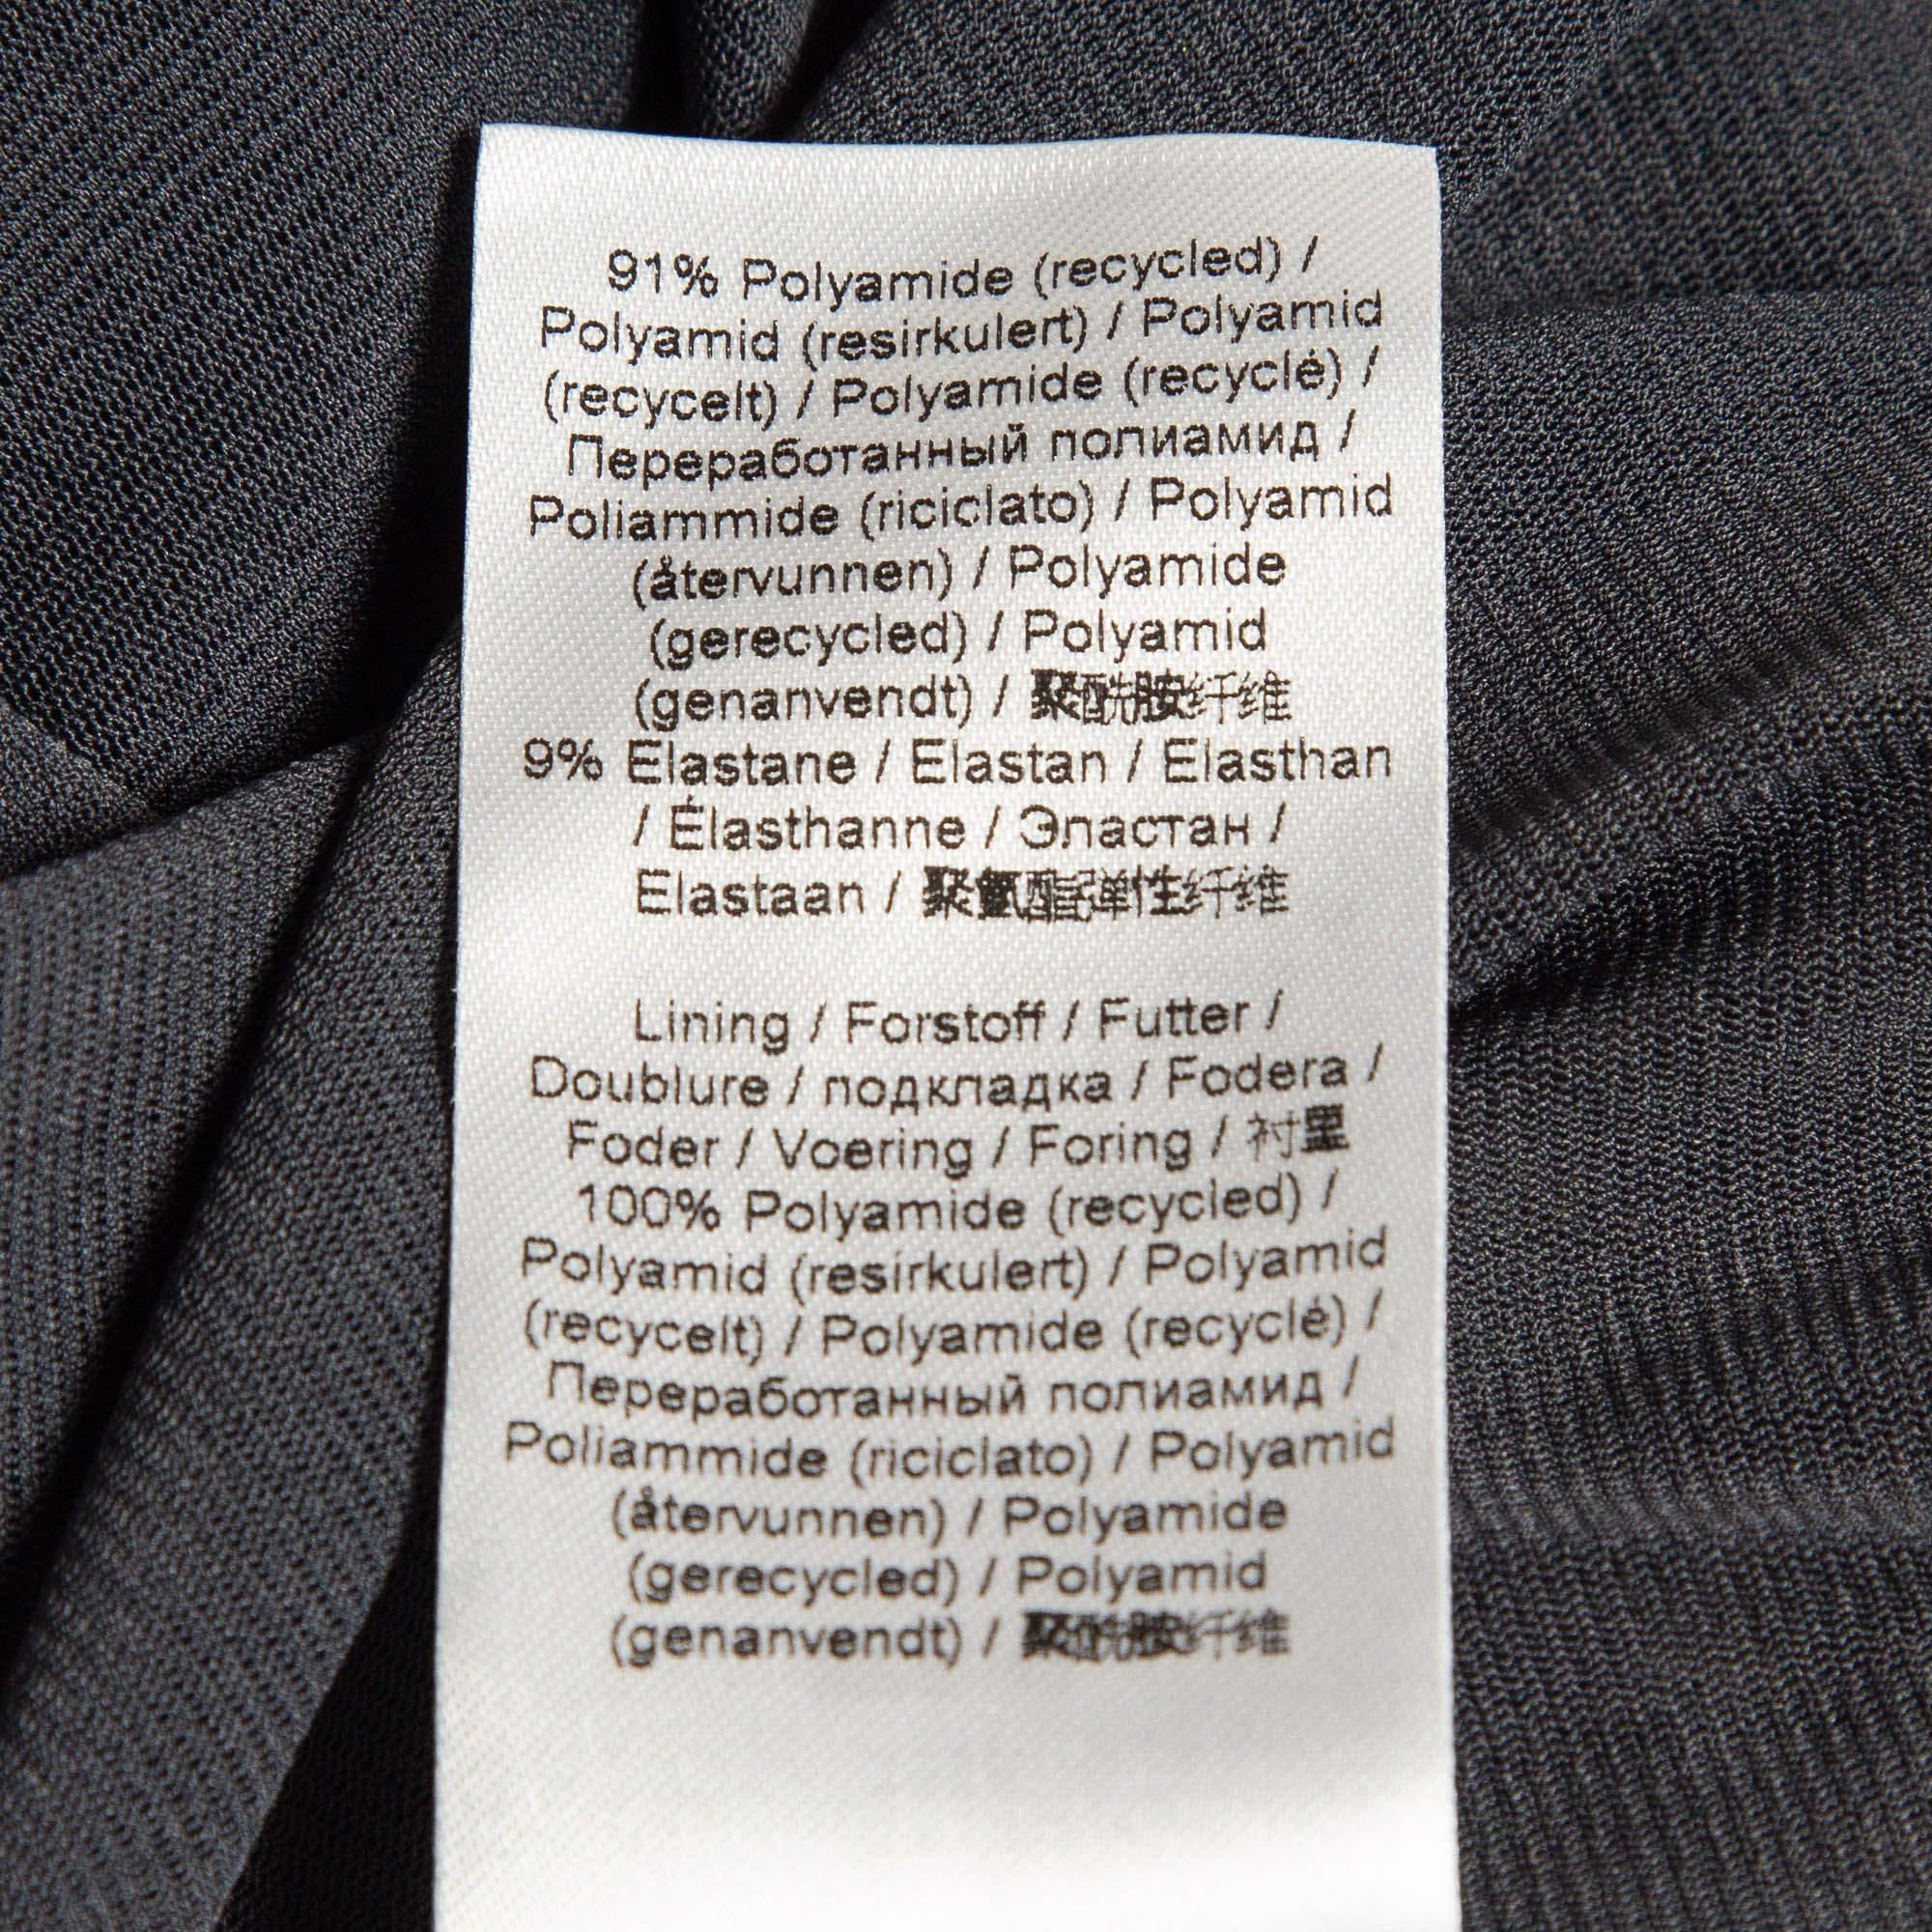 91% Polyamide (recycled) /
Polyamid (resirkulert) / Polyamid
(recycelt) / Polyamide (recyclé) /
Переработанный полиамид /
Poliammide (riciclato) / Polyamid
(återvunnen) / Polyamide
(gerecycled) / Polyamid
(genanvendt) / 聚酰胺纤维
9% Elastane / Elastan / Elasthan
/ Élasthanne / Эластан /
Elastaan / 聚氨酯弹性纤维
Lining / Forstoff / Futter /
Doublure / подкладка / Fodera /
Foder / Voering / Foring / 衬里
100% Polyamide (recycled) /
Polyamid (resirkulert) / Polyamid
(recycelt) / Polyamide (recyclé) /
Переработанный полиамид /
Poliammide (riciclato) / Polyamid
(återvunnen) / Polyamide
(gerecycled) / Polyamid
(genanvendt) / 聚酰胺纤维